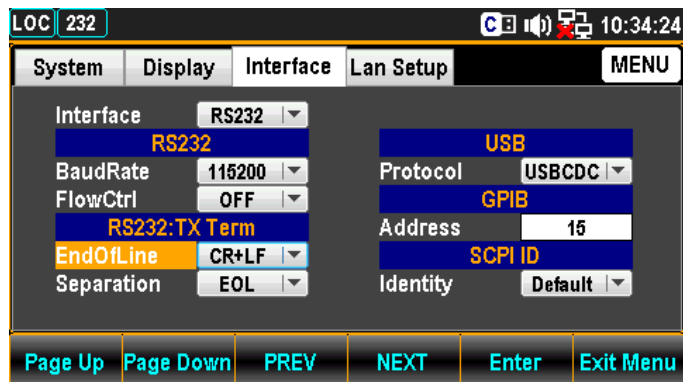 LOC 232 C 10:34:24
System Display Interface Lan Setup MENU
Interface RS232
RS232 USB
BaudRate 115200 Protocol USBCDC
FlowCtrl OFF GPIB
RS232:TX Term Address 15
EndOfLine CR+LF SCPI ID
Separation EOL Identity Default
Page Up Page Down PREV NEXT Enter Exit Menu